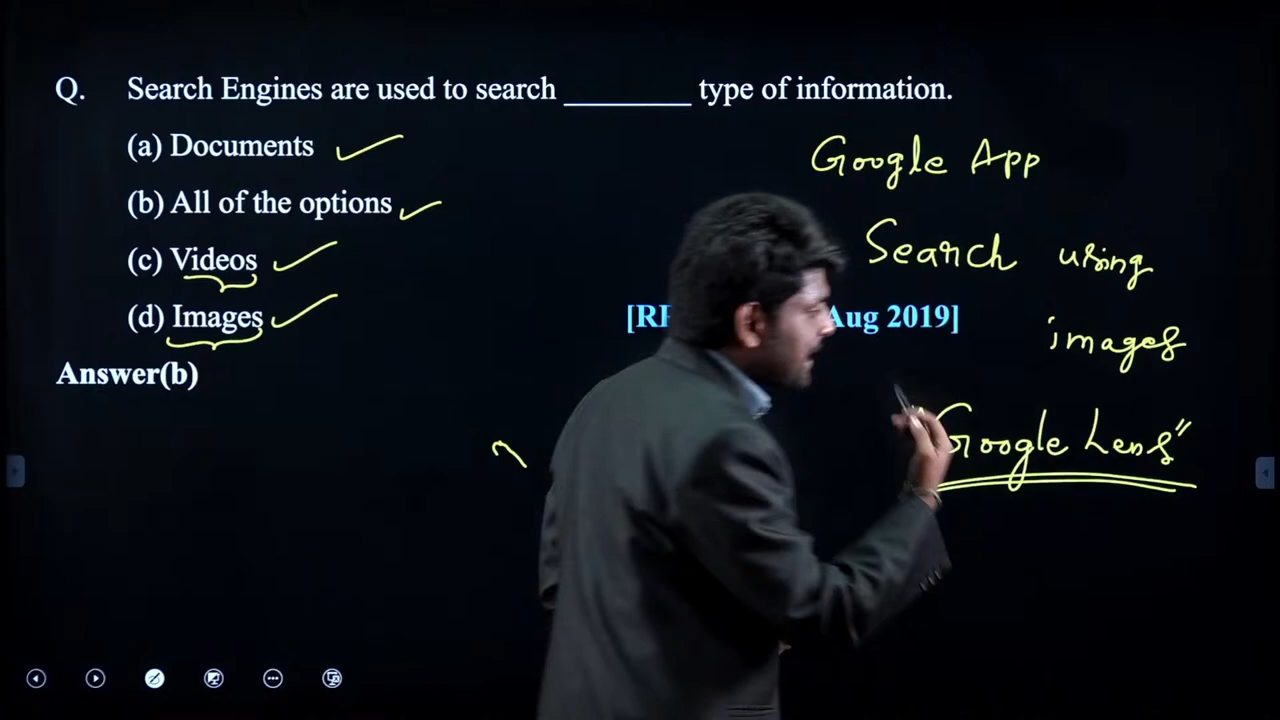 Q. Search Engines are used to search ________ type of information.
(a) Documents
(b) All of the options
(c) Videos
(d) Images
[RR Aug 2019]
Answer(b)
Google App
Search using
images
"Google Lens"